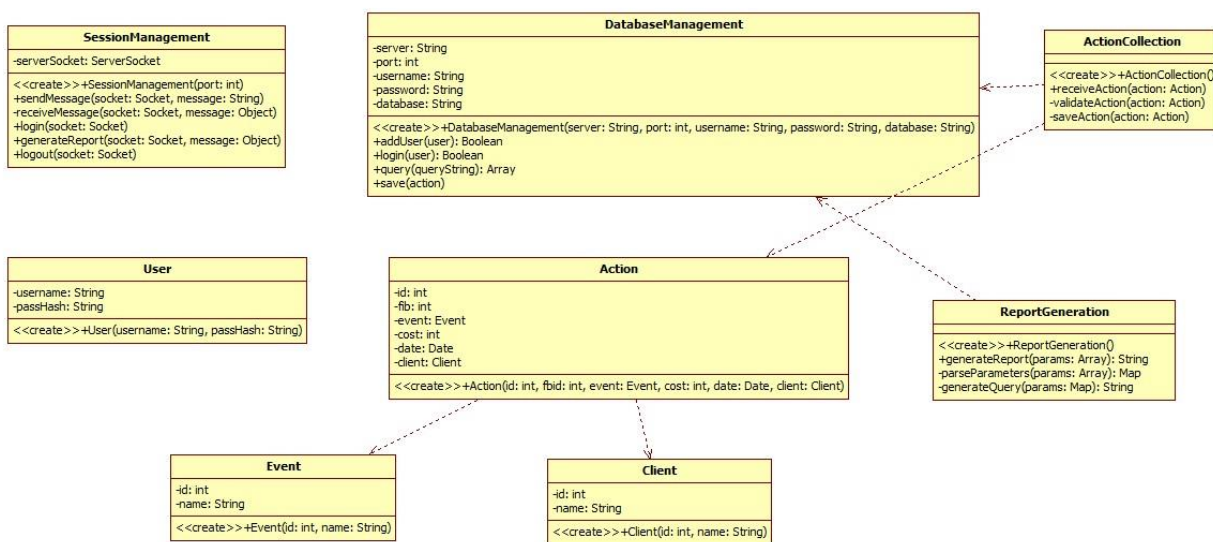 SessionManagement
-serverSocket: ServerSocket
<<create>>+SessionManagement(port: int)
+sendMessage(socket: Socket, message: String)
-receiveMessage(socket: Socket, message: Object)
+login(socket: Socket)
+generateReport(socket: Socket, message: Object)
+logout(socket: Socket)
DatabaseManagement
-server: String
-port: int
-username: String
-password: String
-database: String
<<create>>+DatabaseManagement(server: String, port: int, username: String, password: String, database: String)
+addUser(user): Boolean
+login(user): Boolean
+query(queryString): Array
+save(action)
ActionCollection
<<create>>+ActionCollection()
+receiveAction(action: Action)
-validateAction(action: Action)
-saveAction(action: Action)
User
-username: String
-passHash: String
<<create>>+User(username: String, passHash: String)
Action
-id: int
-fib: int
-event: Event
-cost: int
-date: Date
-client: Client
<<create>>+Action(id: int, fbid: int, event: Event, cost: int, date: Date, client: Client)
ReportGeneration
<<create>>+ReportGeneration()
+generateReport(params: Array): String
-parseParameters(params: Array): Map
-generateQuery(params: Map): String
Event
-id: int
-name: String
<<create>>+Event(id: int, name: String)
Client
-id: int
-name: String
<<create>>+Client(id: int, name: String)